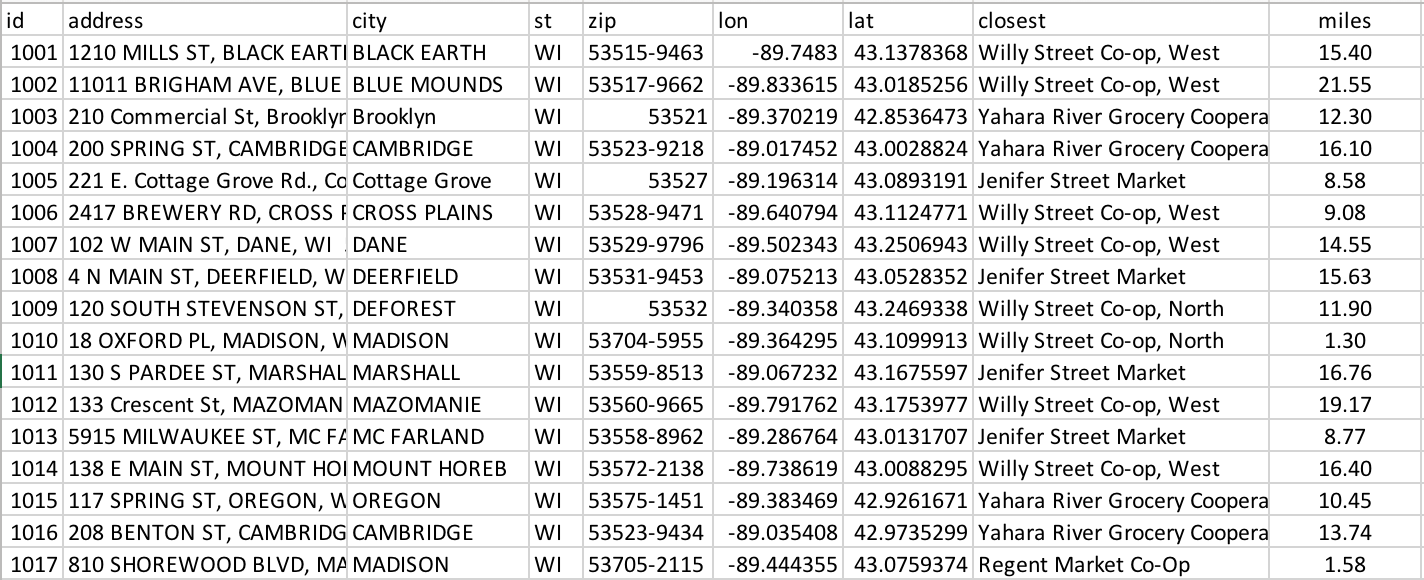 id address city st zip lon lat closest miles
1001 1210 MILLS ST, BLACK EARTH BLACK EARTH WI 53515-9463 -89.7483 43.1378368 Willy Street Co-op, West 15.40
1002 11011 BRIGHAM AVE, BLUE BLUE MOUNDS WI 53517-9662 -89.833615 43.0185256 Willy Street Co-op, West 21.55
1003 210 Commercial St, Brooklyn Brooklyn WI 53521 -89.370219 42.8536473 Yahara River Grocery Coopera 12.30
1004 200 SPRING ST, CAMBRIDGE CAMBRIDGE WI 53523-9218 -89.017452 43.0028824 Yahara River Grocery Coopera 16.10
1005 221 E. Cottage Grove Rd., Co Cottage Grove WI 53527 -89.196314 43.0893191 Jenifer Street Market 8.58
1006 2417 BREWERY RD, CROSS P CROSS PLAINS WI 53528-9471 -89.640794 43.1124771 Willy Street Co-op, West 9.08
1007 102 W MAIN ST, DANE, WI DANE WI 53529-9796 -89.502343 43.2506943 Willy Street Co-op, West 14.55
1008 4 N MAIN ST, DEERFIELD, W DEERFIELD WI 53531-9453 -89.075213 43.0528352 Jenifer Street Market 15.63
1009 120 SOUTH STEVENSON ST, DEFOREST WI 53532 -89.340358 43.2469338 Willy Street Co-op, North 11.90
1010 18 OXFORD PL, MADISON, W MADISON WI 53704-5955 -89.364295 43.1099913 Willy Street Co-op, North 1.30
1011 130 S PARDEE ST, MARSHAL MARSHALL WI 53559-8513 -89.067232 43.1675597 Jenifer Street Market 16.76
1012 133 Crescent St, MAZOMAN MAZOMANIE WI 53560-9665 -89.791762 43.1753977 Willy Street Co-op, West 19.17
1013 5915 MILWAUKEE ST, MC FA MC FARLAND WI 53558-8962 -89.286764 43.0131707 Jenifer Street Market 8.77
1014 138 E MAIN ST, MOUNT HO MOUNT HOREB WI 53572-2138 -89.738619 43.0088295 Willy Street Co-op, West 16.40
1015 117 SPRING ST, OREGON, W OREGON WI 53575-1451 -89.383469 42.9261671 Yahara River Grocery Coopera 10.45
1016 208 BENTON ST, CAMBRIDG CAMBRIDGE WI 53523-9434 -89.035408 42.9735299 Yahara River Grocery Coopera 13.74
1017 810 SHOREWOOD BLVD, MA MADISON WI 53705-2115 -89.444355 43.0759374 Regent Market Co-Op 1.58